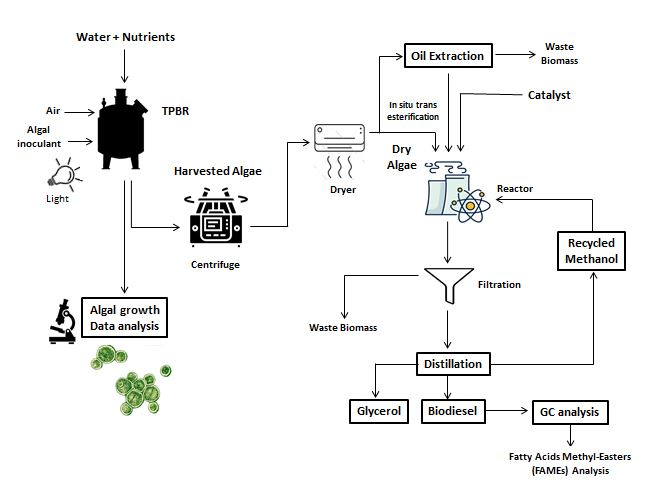 Water + Nutrients
Air
Algal
inoculant
Light
TPBR
Harvested Algae
Centrifuge
Algal growth
Data analysis
Dryer
Oil Extraction
Waste
Biomass
In situ trans
esterification
Catalyst
Dry
Algae
Reactor
Recycled
Methanol
Filtration
Waste Biomass
Distillation
Glycerol
Biodiesel
GC analysis
Fatty Acids Methyl-Easters
(FAMEs) Analysis